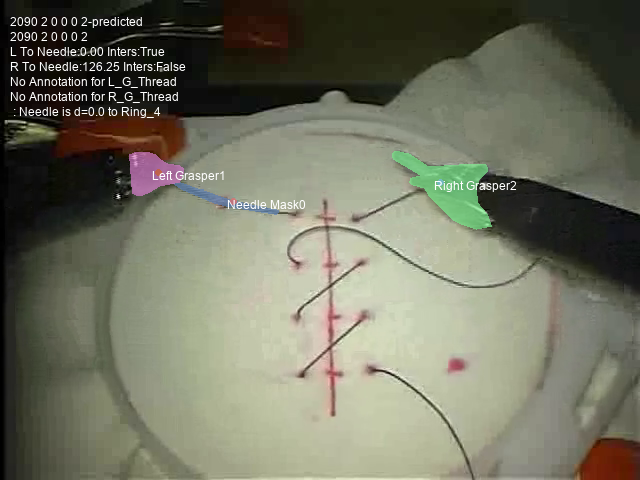 2090 2 0 0 0 2-predicted
2090 2 0 0 0 2
L To Needle:0.00 Inters:True
R To Needle:126.25 Inters:False
No Annotation for L_G_Thread
No Annotation for R_G_Thread
: Needle is d=0.0 to Ring_4
Left Grasper1
Right Grasper2
Needle Mask0